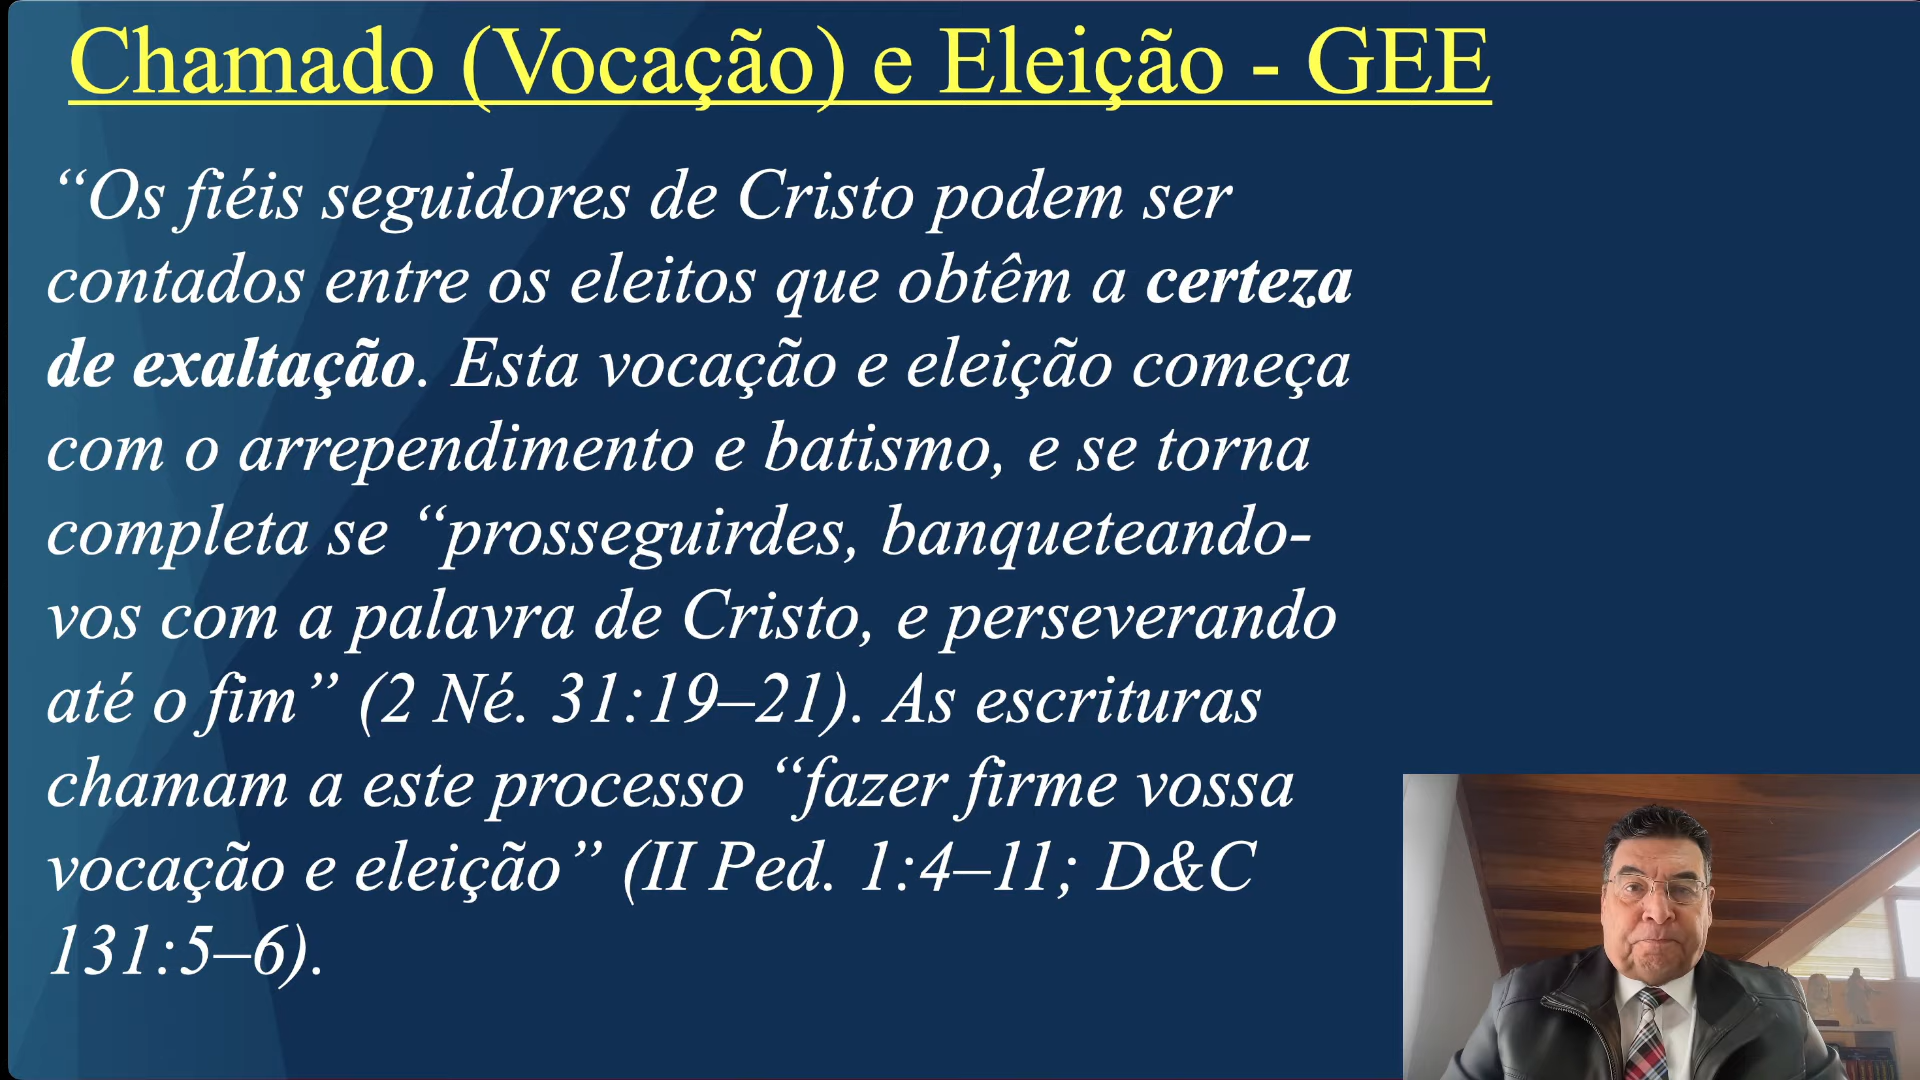 Chamado (Vocação) e Eleição - GEE
“Os fiéis seguidores de Cristo podem ser
contados entre os eleitos que obtêm a certeza
de exaltação. Esta vocação e eleição começa
com o arrependimento e batismo, e se torna
completa se “prosseguirdes, banqueteando-
vos com a palavra de Cristo, e perseverando
até o fim” (2 Né. 31:19–21). As escrituras
chamam a este processo “fazer firme vossa
vocação e eleição” (II Ped. 1:4–11; D&C
131:5–6).